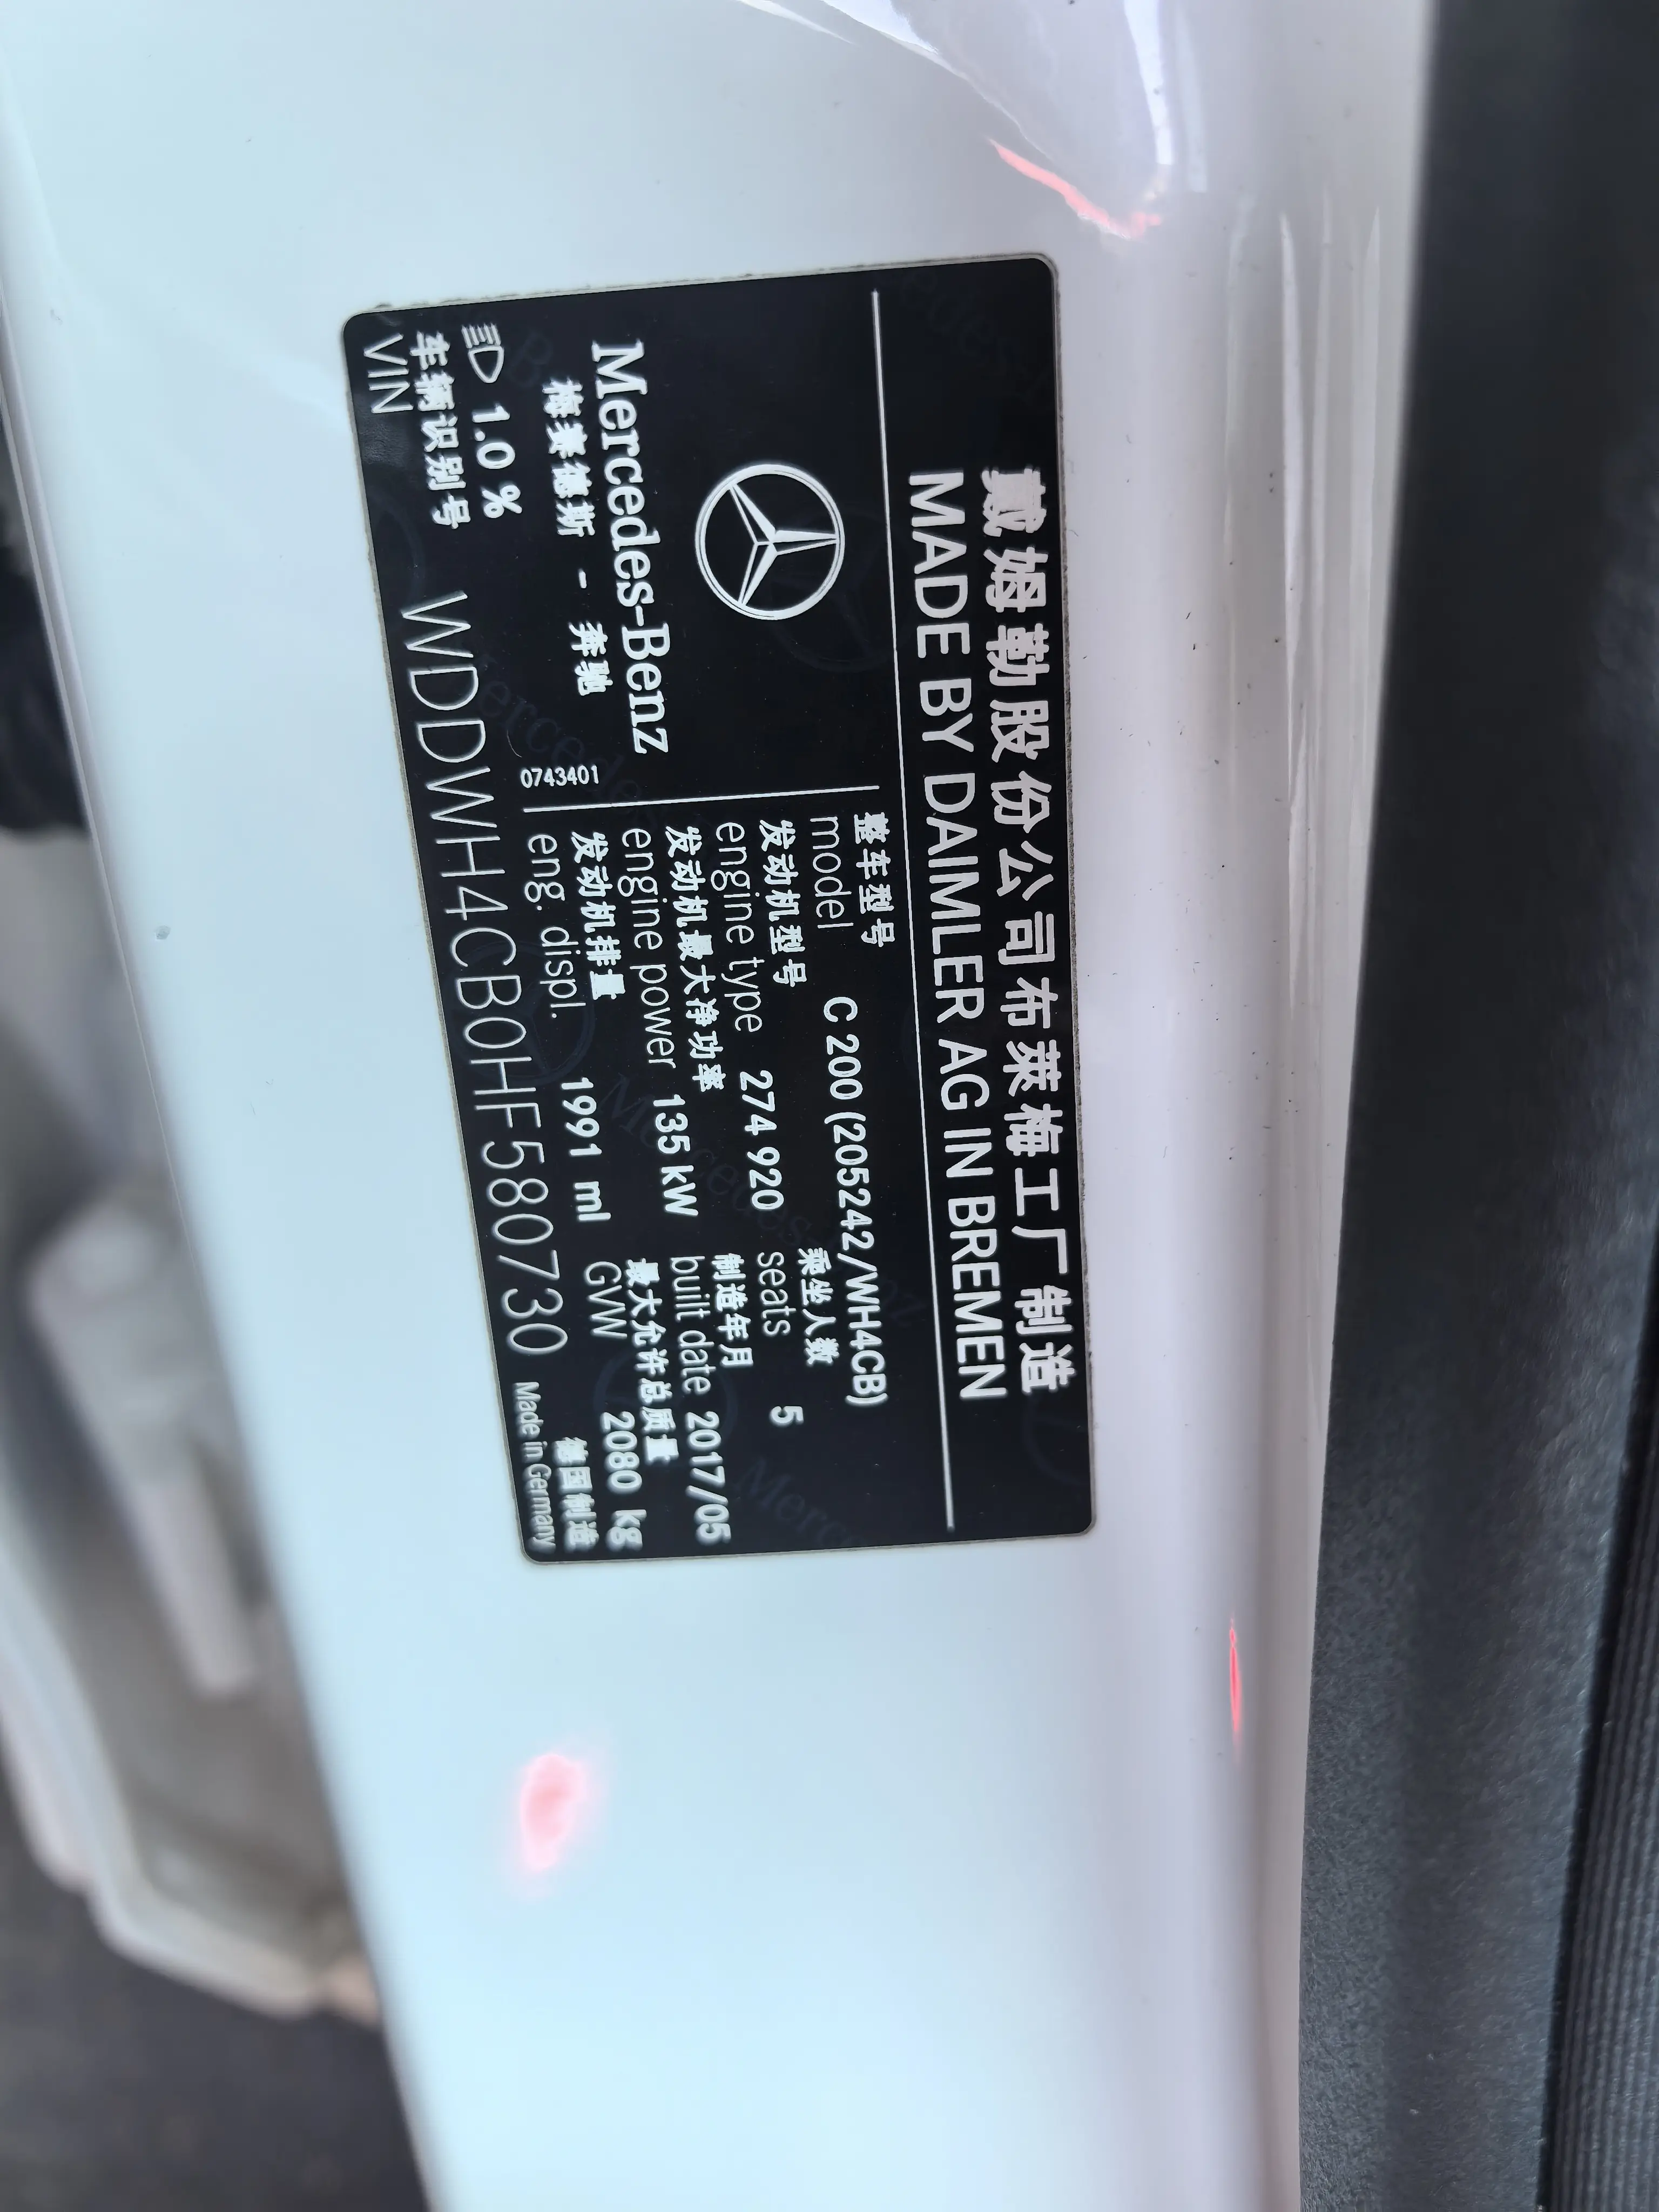 戴姆勒股份公司布莱梅工厂制造
MADE BY DAIMLER AG IN BREMEN
Mercedes-Benz
梅赛德斯 - 奔驰
0743401
整车型号
model C 200 (205242/WH4CB)
发动机型号
engine type 274 920
乘坐人数
seats 5
发动机最大净功率
engine power 135 kW
制造年月
built date 2017/05
发动机排量
eng. displ. 1991 ml
最大允许总质量
GVW 2080 kg
1.0 %
车辆识别号
VIN WDDWH4CB0HF580730
德国制造
Made in Germany